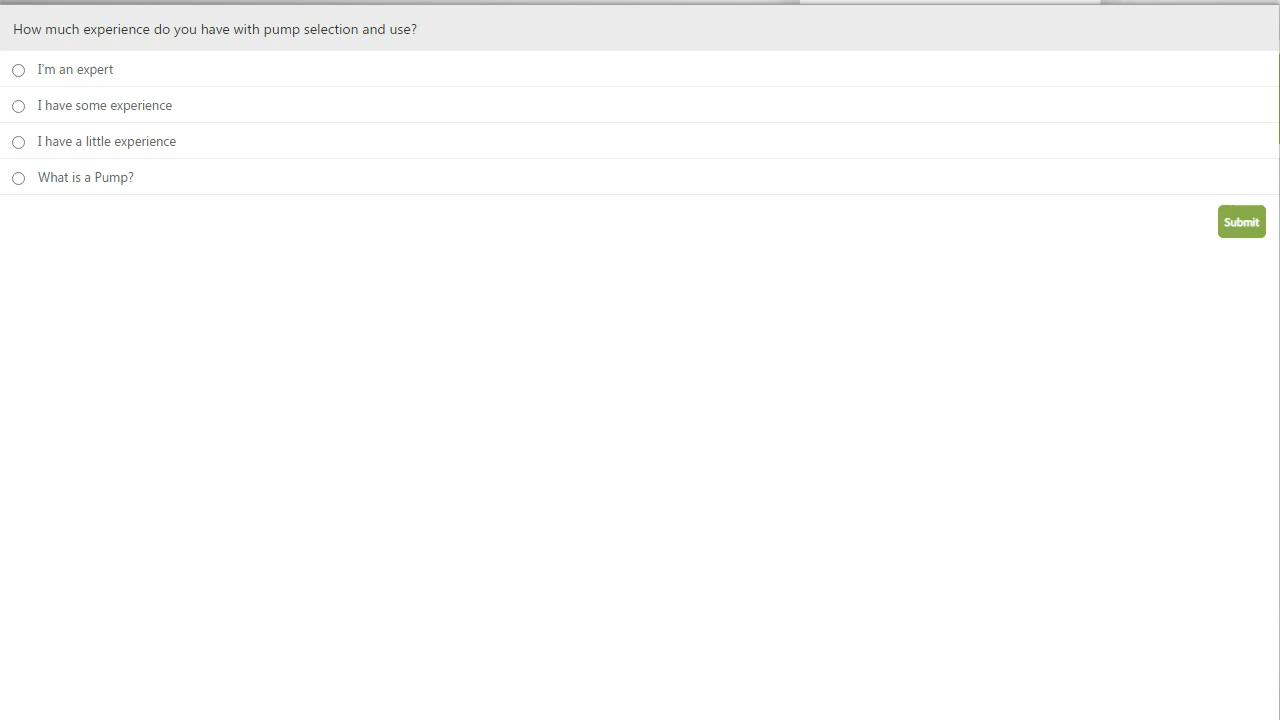 How much experience do you have with pump selection and use?
I'm an expert
I have some experience
I have a little experience
What is a Pump?
Submit